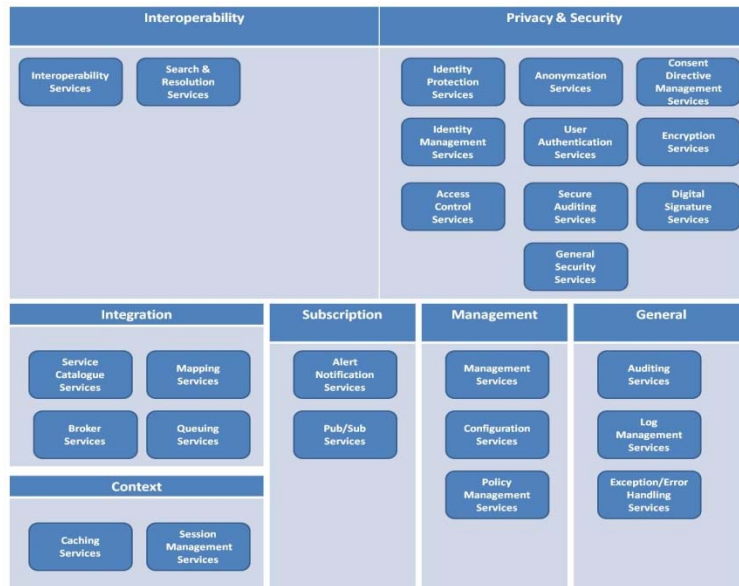 Interoperability
Privacy & Security
Interoperability
Services
Search &
Resolution
Services
Identity
Protection
Services
Anonymzation
Services
Consent
Directive
Management
Services
Identity
Management
Services
User
Authentication
Services
Encryption
Services
Access
Control
Services
Secure
Auditing
Services
Digital
Signature
Services
General
Security
Services
Integration
Service
Catalogue
Services
Mapping
Services
Broker
Services
Queuing
Services
Context
Caching
Services
Session
Management
Services
Subscription
Alert
Notification
Services
Pub/Sub
Services
Management
Management
Services
Configuration
Services
Policy
Management
Services
General
Auditing
Services
Log
Management
Services
Exception/Error
Handling
Services